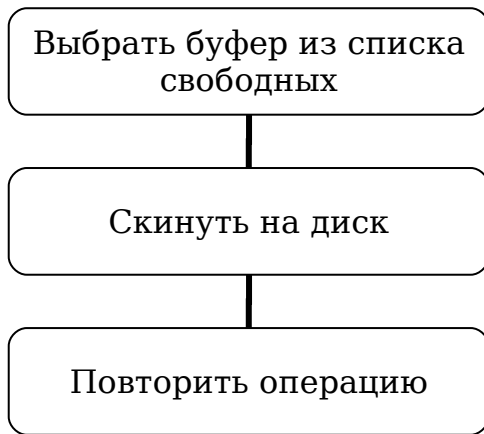 Выбрать буфер из списка
свободных
Скинуть на диск
Повторить операцию